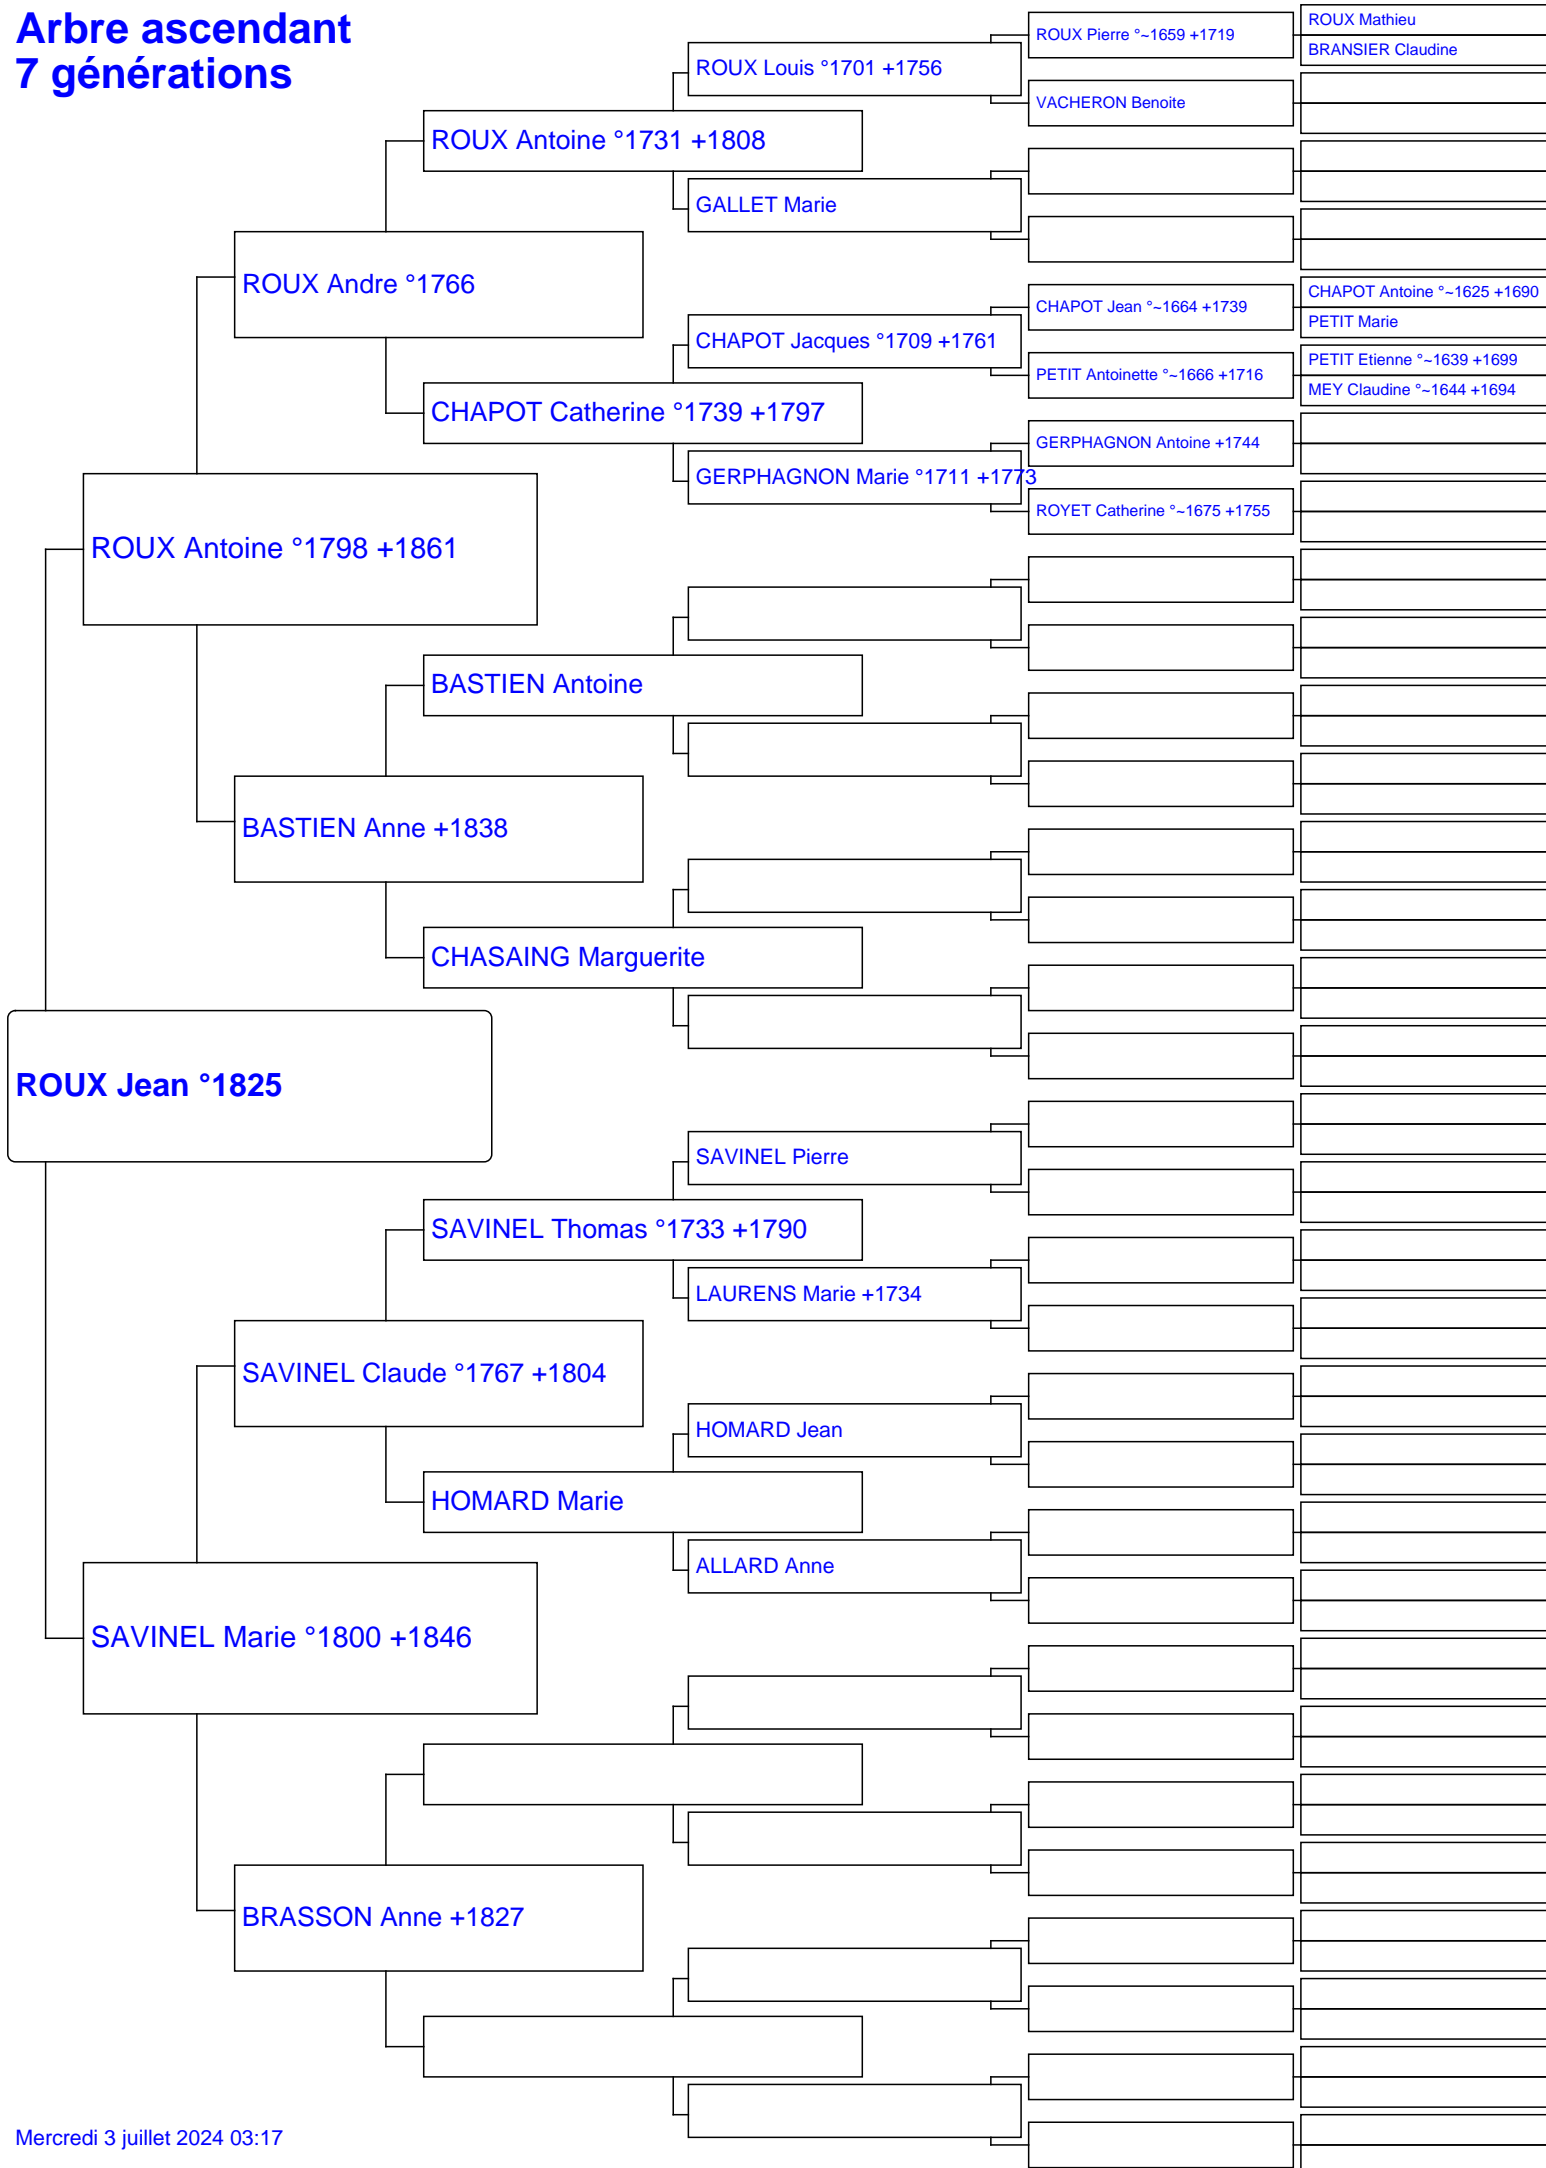 Arbre ascendant
7 générations
ROUX Mathieu
ROUX Pierre °~1659 +1719
BRANSIER Claudine
ROUX Louis °1701 +1756
VACHERON Benoite
ROUX Antoine °1731 +1808
GALLET Marie
ROUX Andre °1766
CHAPOT Antoine °~1625 +1690
CHAPOT Jean °~1664 +1739
PETIT Marie
CHAPOT Jacques °1709 +1761
PETIT Etienne °~1639 +1699
PETIT Antoinette °~1666 +1716
MEY Claudine °~1644 +1694
CHAPOT Catherine °1739 +1797
GERPHAGNON Antoine +1744
GERPHAGNON Marie °1711 +1773
ROYET Catherine °~1675 +1755
ROUX Antoine °1798 +1861
BASTIEN Antoine
BASTIEN Anne +1838
CHASAING Marguerite
ROUX Jean °1825
SAVINEL Pierre
SAVINEL Thomas °1733 +1790
LAURENS Marie +1734
SAVINEL Claude °1767 +1804
HOMARD Jean
HOMARD Marie
ALLARD Anne
SAVINEL Marie °1800 +1846
BRASSON Anne +1827
Mercredi 3 juillet 2024 03:17